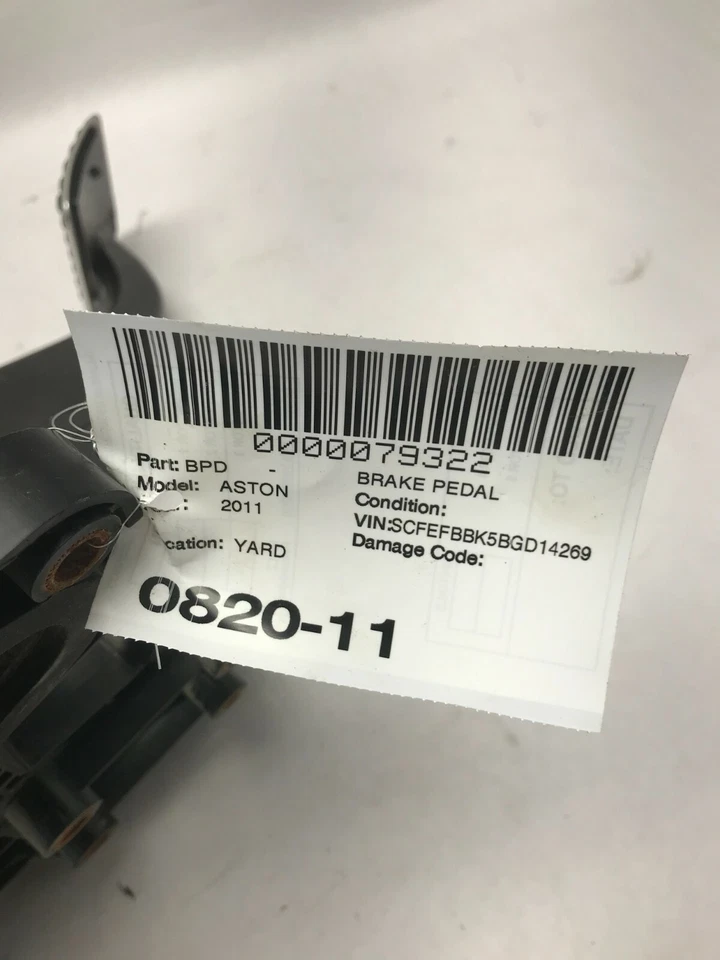 0000079322
Part: BPD -
BRAKE PEDAL
Model: ASTON
Condition:
: 2011
VIN:SCFEFBBK5BGD14269
cation: YARD
Damage Code:
0820-11